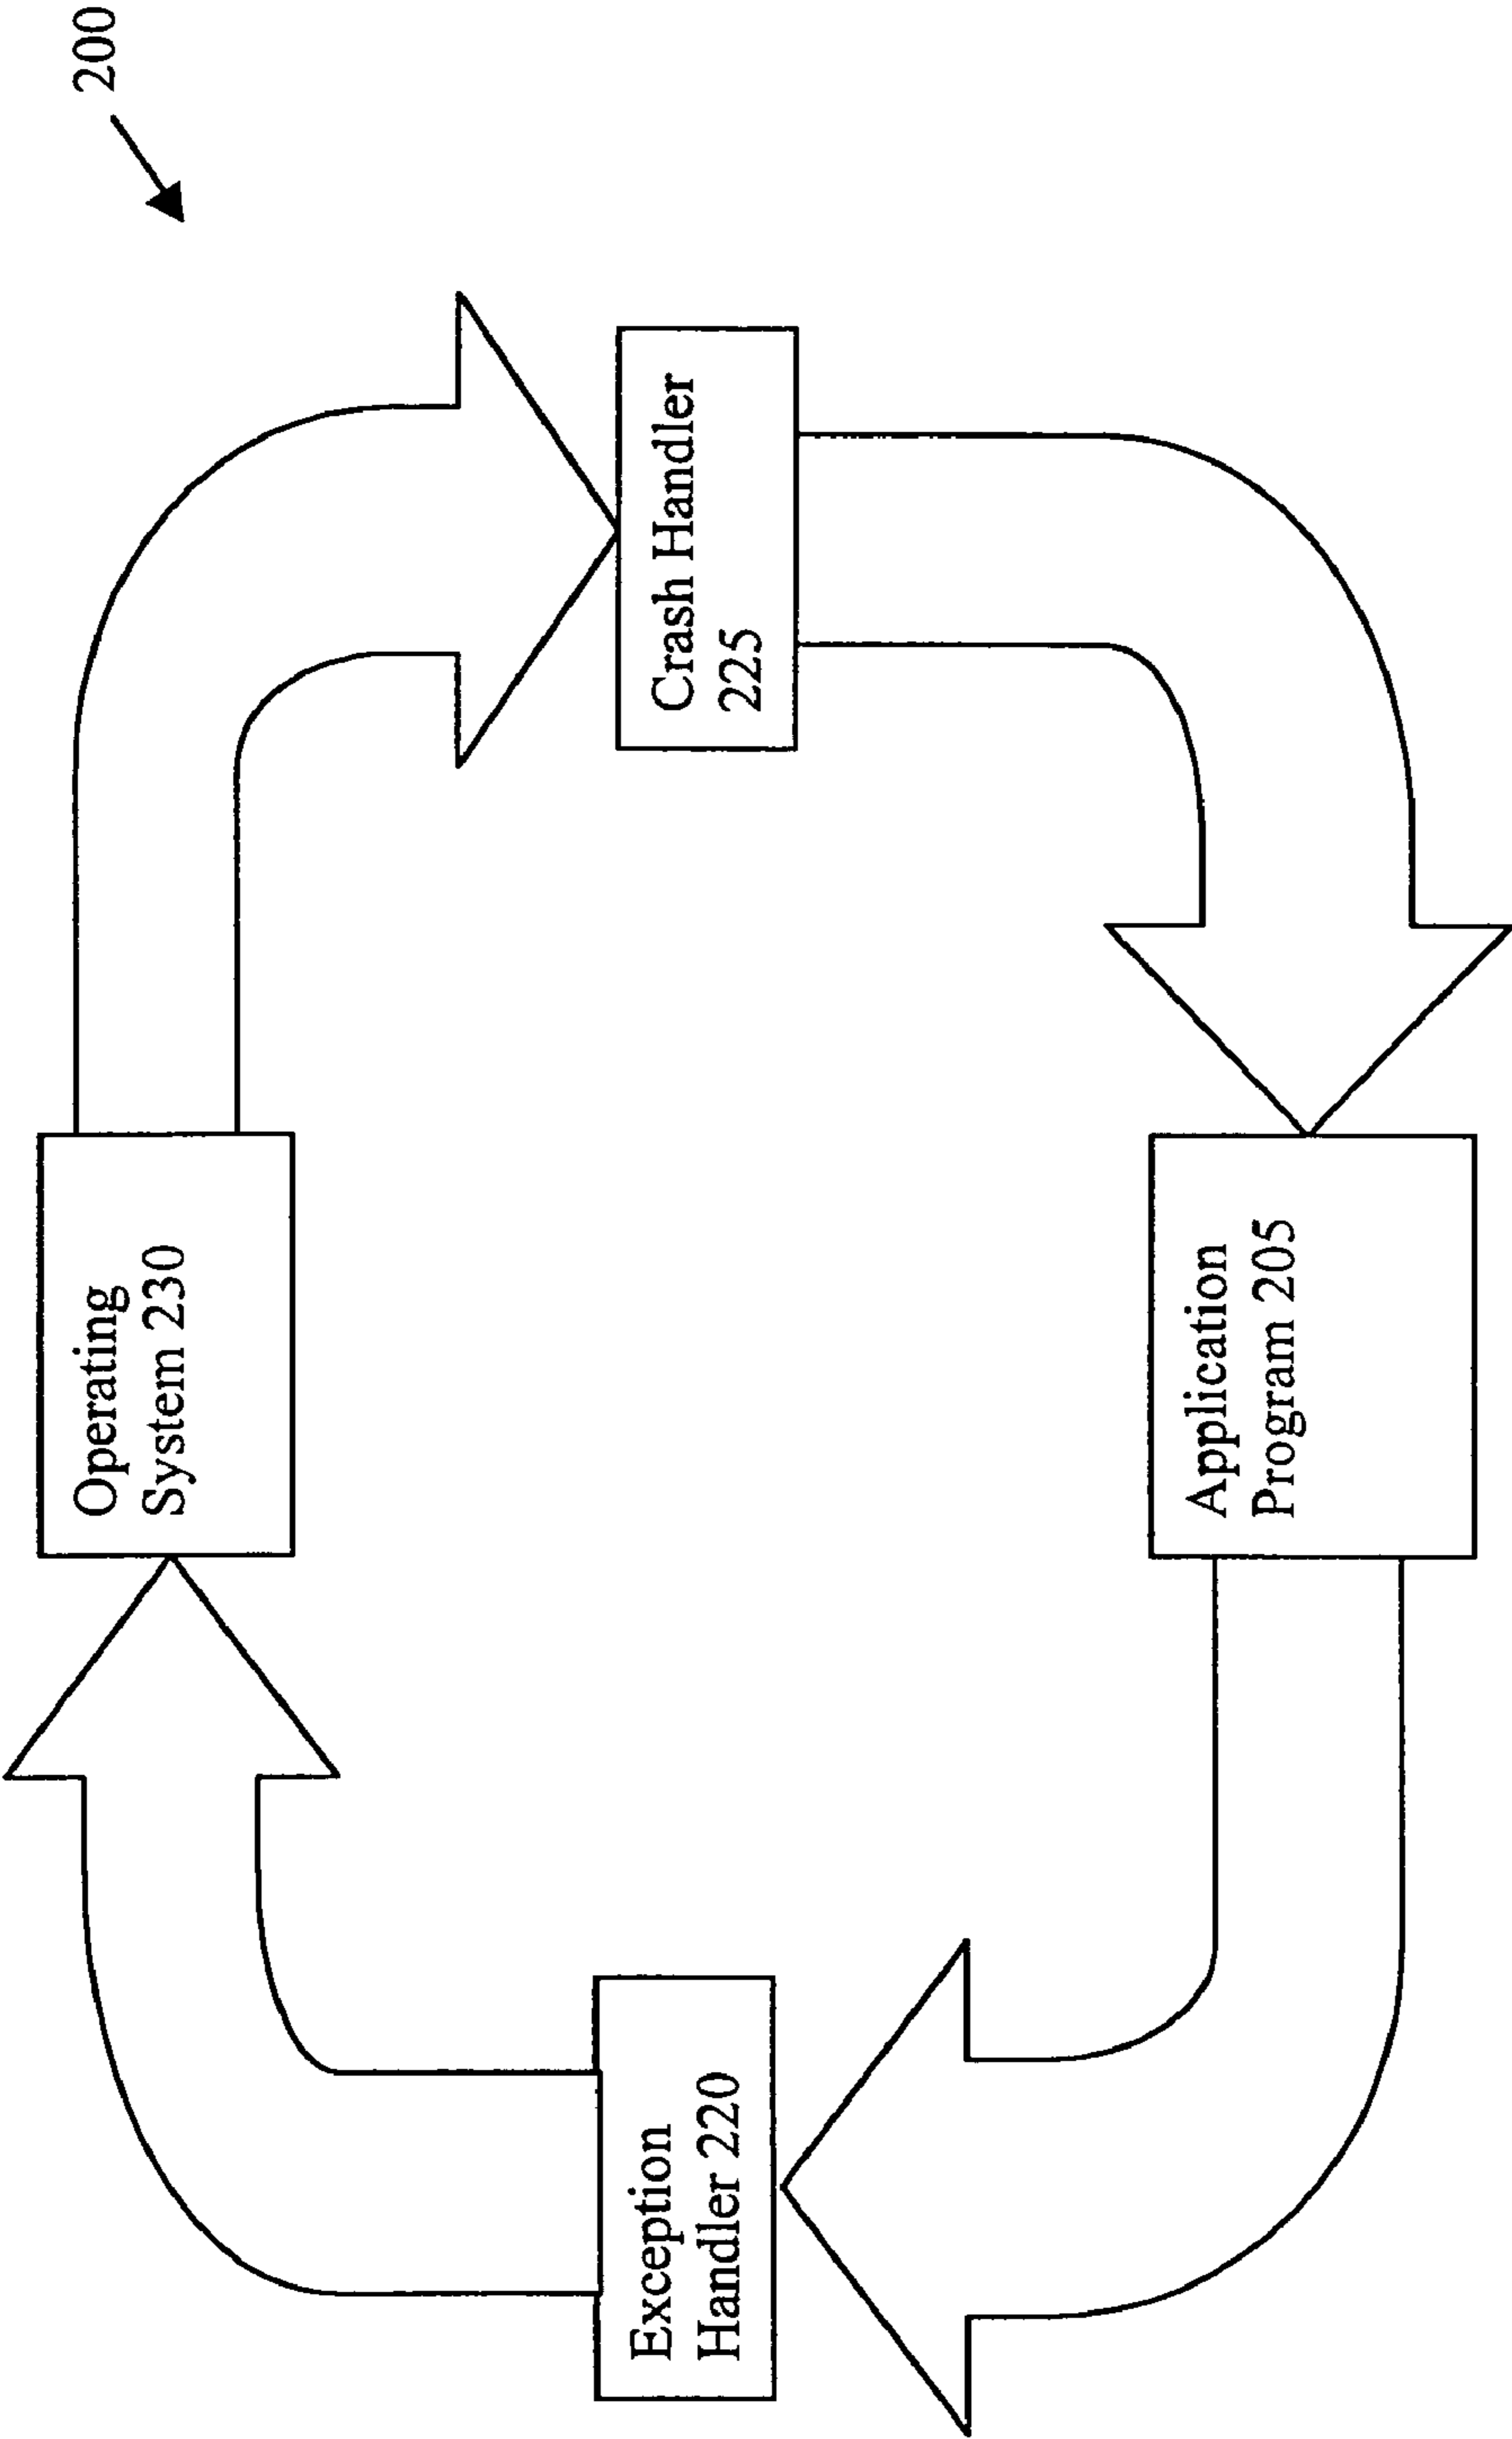 200
Operating
System 230
Crash Handler
225
Exception
Handler 220
Application
Program 205